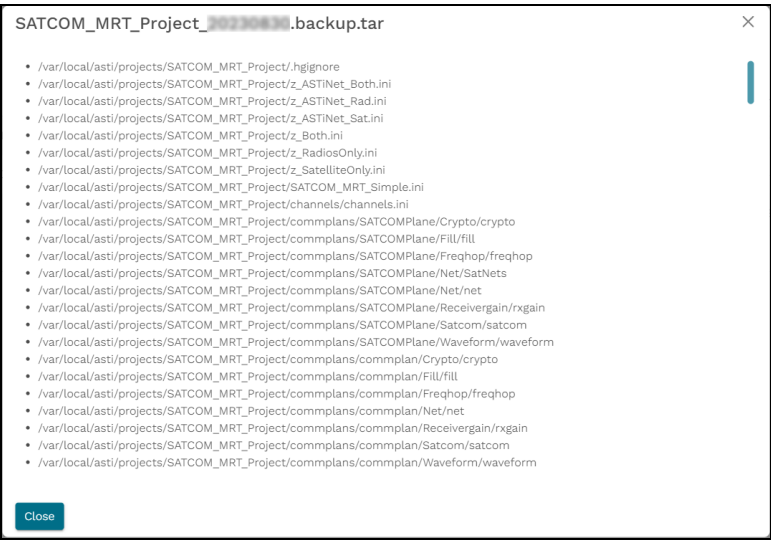 SATCOM_MRT_Project_ .backup.tar
• /var/local/asti/projects/SATCOM_MRT_Project/.hgignore
• /var/local/asti/projects/SATCOM_MRT_Project/z_ASTiNet_Both.ini
• /var/local/asti/projects/SATCOM_MRT_Project/z_ASTiNet_Rad.ini
• /var/local/asti/projects/SATCOM_MRT_Project/z_ASTiNet_Sat.ini
• /var/local/asti/projects/SATCOM_MRT_Project/z_Both.ini
• /var/local/asti/projects/SATCOM_MRT_Project/z_RadiosOnly.ini
• /var/local/asti/projects/SATCOM_MRT_Project/z_SatelliteOnly.ini
• /var/local/asti/projects/SATCOM_MRT_Project/SATCOM_MRT_Simple.ini
• /var/local/asti/projects/SATCOM_MRT_Project/channels/channels.ini
• /var/local/asti/projects/SATCOM_MRT_Project/commplans/SATCOMPlane/Crypto/crypto
• /var/local/asti/projects/SATCOM_MRT_Project/commplans/SATCOMPlane/Fill/fill
• /var/local/asti/projects/SATCOM_MRT_Project/commplans/SATCOMPlane/Freqhop/freqhop
• /var/local/asti/projects/SATCOM_MRT_Project/commplans/SATCOMPlane/Net/SatNets
• /var/local/asti/projects/SATCOM_MRT_Project/commplans/SATCOMPlane/Net/net
• /var/local/asti/projects/SATCOM_MRT_Project/commplans/SATCOMPlane/Receivergain/rxgain
• /var/local/asti/projects/SATCOM_MRT_Project/commplans/SATCOMPlane/Satcom/satcom
• /var/local/asti/projects/SATCOM_MRT_Project/commplans/SATCOMPlane/Waveform/waveform
• /var/local/asti/projects/SATCOM_MRT_Project/commplans/commplan/Crypto/crypto
• /var/local/asti/projects/SATCOM_MRT_Project/commplans/commplan/Fill/fill
• /var/local/asti/projects/SATCOM_MRT_Project/commplans/commplan/Freqhop/freqhop
• /var/local/asti/projects/SATCOM_MRT_Project/commplans/commplan/Net/net
• /var/local/asti/projects/SATCOM_MRT_Project/commplans/commplan/Receivergain/rxgain
• /var/local/asti/projects/SATCOM_MRT_Project/commplans/commplan/Satcom/satcom
• /var/local/asti/projects/SATCOM_MRT_Project/commplans/commplan/Waveform/waveform
Close